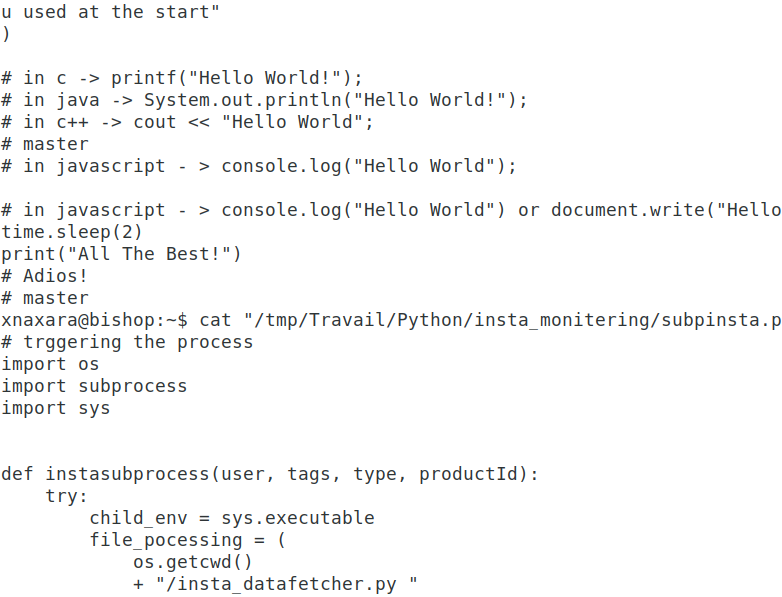 u used at the start"
)
# in c -> printf("Hello World!");
# in java -> System.out.println("Hello World!");
# in c++ -> cout << "Hello World";
# master
# in javascript - > console.log("Hello World");
# in javascript - > console.log("Hello World") or document.write("Hello
time.sleep(2)
print("All The Best!")
# Adios!
# master
xnaxara@bishop:~$ cat "/tmp/Travail/Python/insta_monitering/subpinsta.p
# trggering the process
import os
import subprocess
import sys
def instasubprocess(user, tags, type, productId):
    try:
        child_env = sys.executable
        file_pocessing = (
            os.getcwd()
            + "/insta_datafetcher.py "